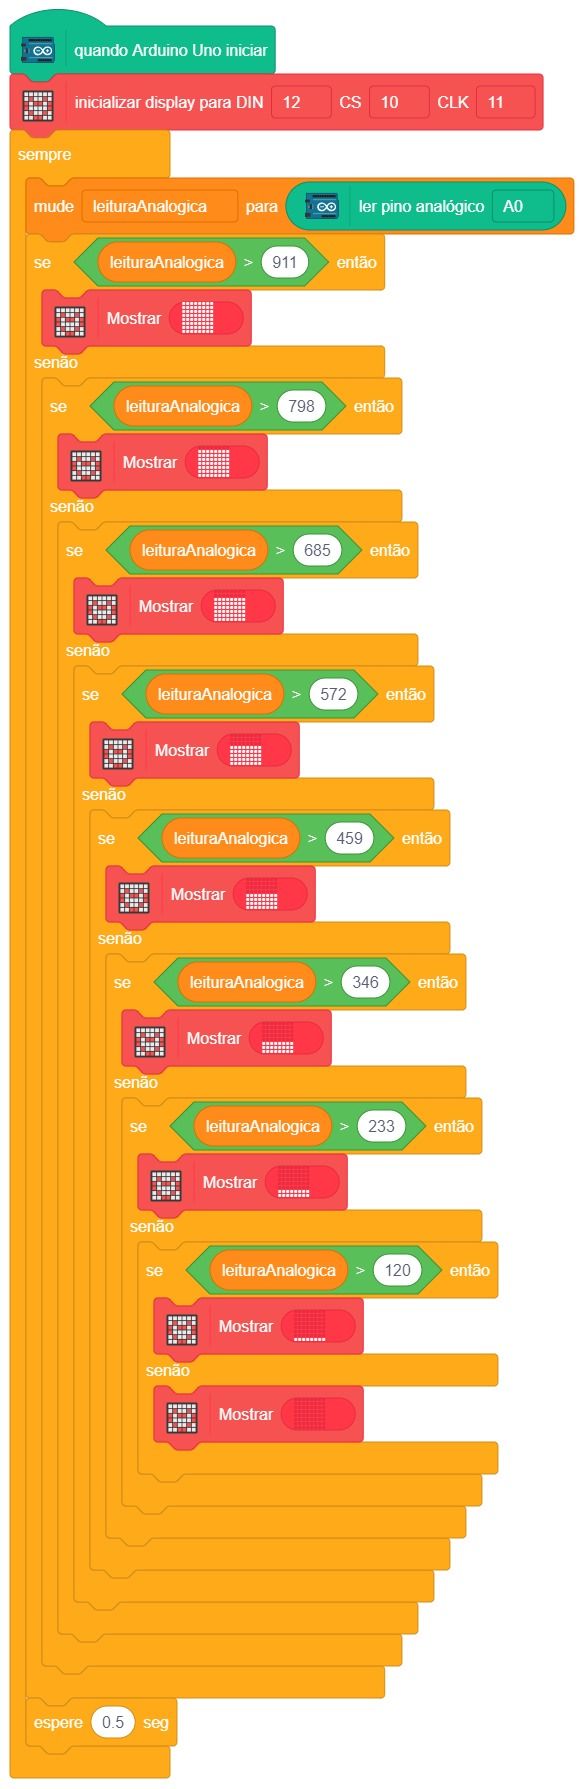 quando Arduino Uno iniciar
inicializar display para DIN 12 CS 10 CLK 11
sempre
mude leituraAnalogica para ler pino analógico A0
se leituraAnalogica > 911 então
Mostrar
senão
se leituraAnalogica > 798 então
Mostrar
senão
se leituraAnalogica > 685 então
Mostrar
senão
se leituraAnalogica > 572 então
Mostrar
senão
se leituraAnalogica > 459 então
Mostrar
senão
se leituraAnalogica > 346 então
Mostrar
senão
se leituraAnalogica > 233 então
Mostrar
senão
se leituraAnalogica > 120 então
Mostrar
senão
Mostrar
espere 0.5 seg